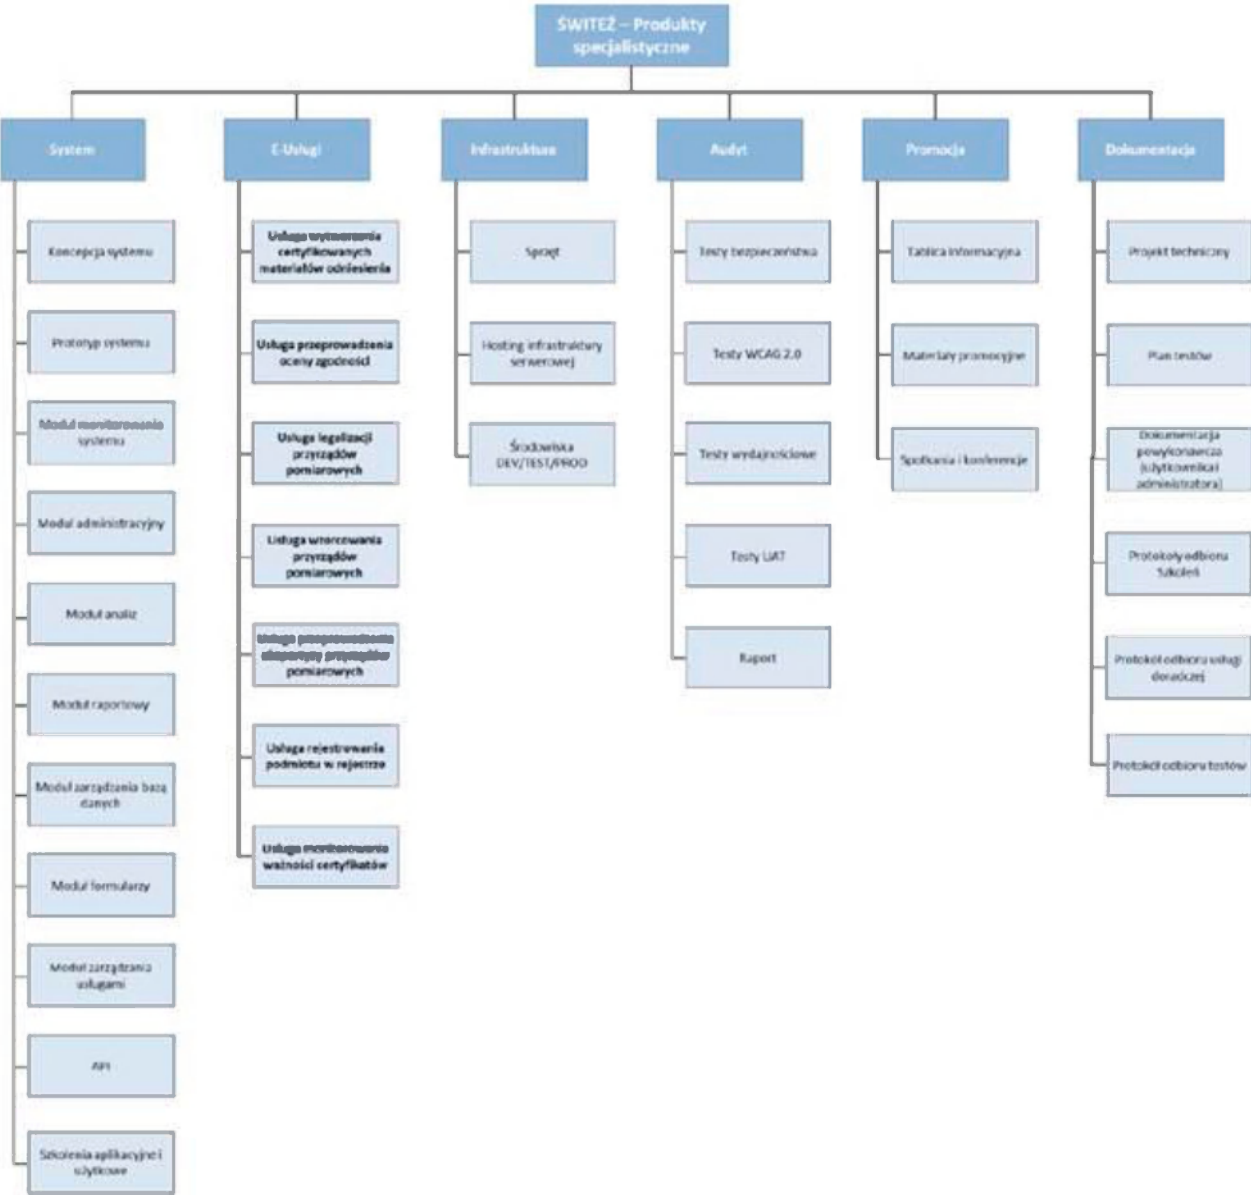 ŚWITEŹ – Produkty
specjalistyczne
System
E-Usługi
Infrastruktura
Audyt
Promocja
Dokumentacja
Koncepcja systemu
Prototyp systemu
Moduł monitorowania
systemu
Moduł administracyjny
Moduł analiz
Moduł raportowy
Moduł zarządzania bazą
danych
Moduł formularzy
Moduł zarządzania
usługami
API
Szkolenia aplikacyjne i
użytkowe
Usługa wytwarzania
certyfikowanych
materiałów odniesienia
Usługa przeprowadzenia
oceny zgodności
Usługa legalizacji
przyrządów
pomiarowych
Usługa wzorcowania
przyrządów
pomiarowych
Usługa przeprowadzenia
ekspertyzy przyrządów
pomiarowych
Usługa rejestrowania
podmiotu w rejestrze
Usługa monitorowania
ważności certyfikatów
Sprzęt
Hosting infrastruktury
serwerowej
Środowiska
DEV/TEST/PROD
Testy bezpieczeństwa
Testy WCAG 2.0
Testy wydajnościowe
Testy UAT
Raport
Tablica informacyjna
Materiały promocyjne
Spotkania i konferencje
Projekt techniczny
Plan testów
Dokumentacja
powykonawcza
(użytkownika i
administratora)
Protokoły odbioru
Szkoleń
Protokół odbioru usługi
doradczej
Protokół odbioru testów